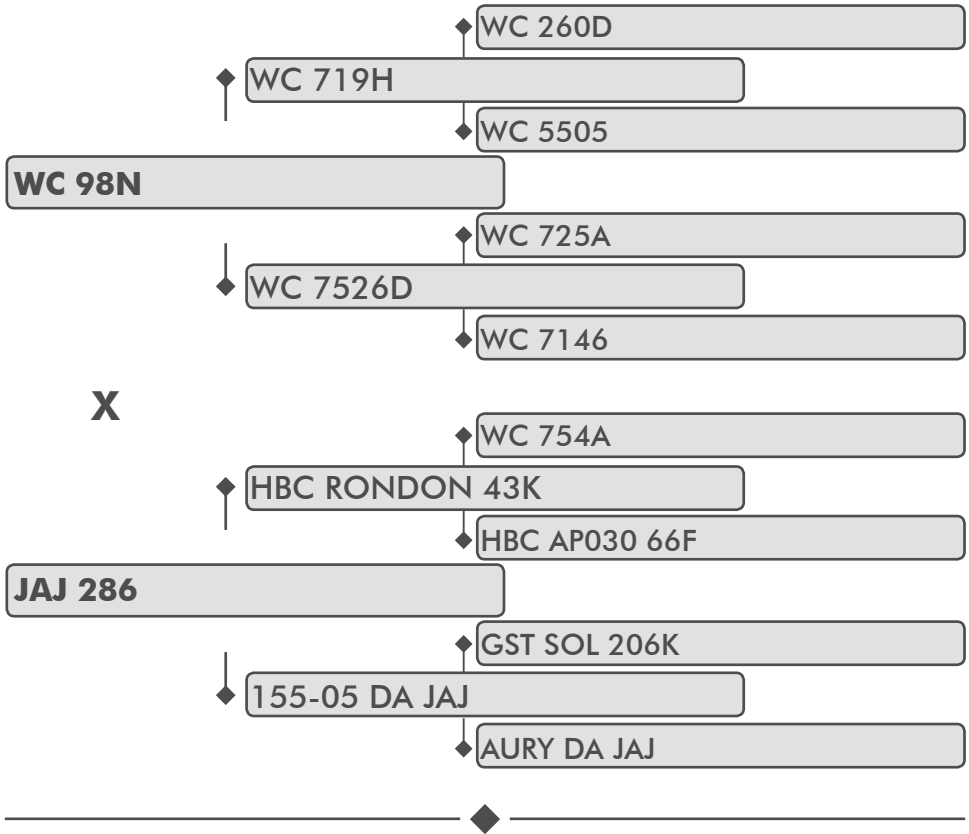 WC 260D
WC 719H
WC 5505
WC 98N
WC 725A
WC 7526D
WC 7146
X
WC 754A
HBC RONDON 43K
HBC AP030 66F
JAJ 286
GST SOL 206K
155-05 DA JAJ
AURY DA JAJ